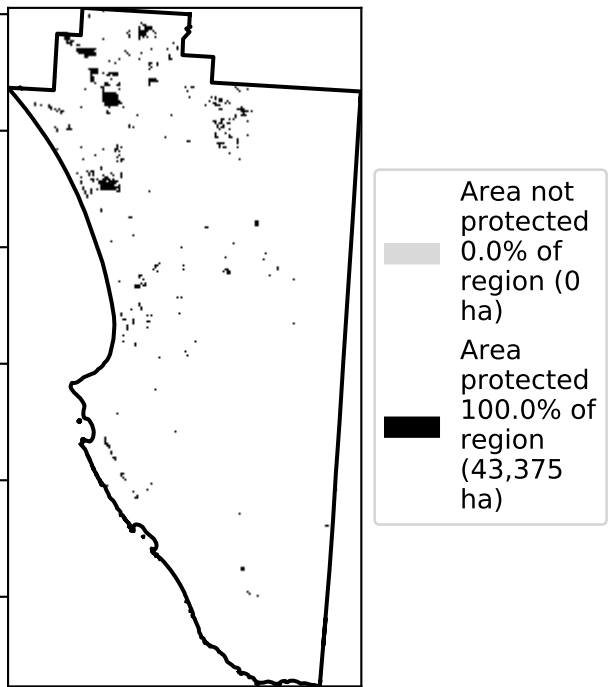 Area not
protected
0.0% of
region (0
ha)
Area
protected
100.0% of
region
(43,375
ha)